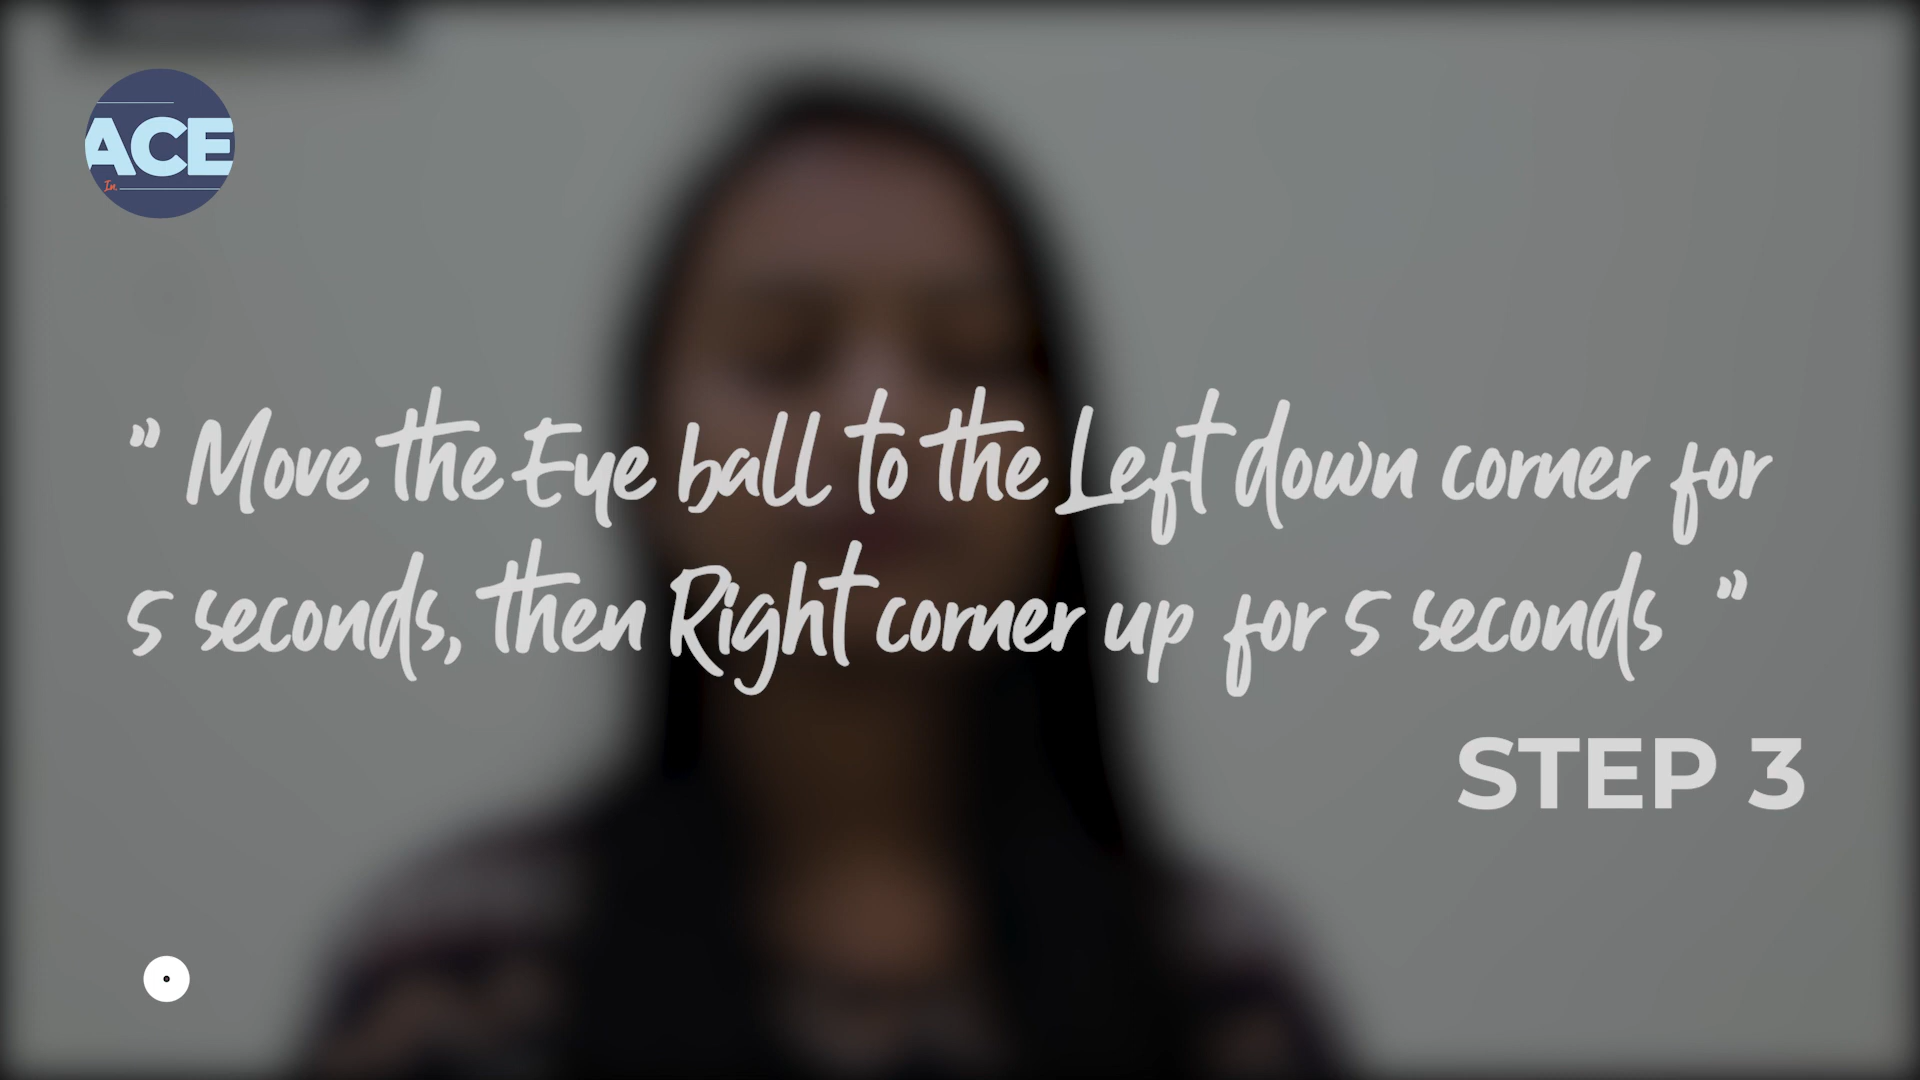 ACE
In
" Move the Eye ball to the Left down corner for
5 seconds, then Right corner up for 5 seconds "
STEP 3